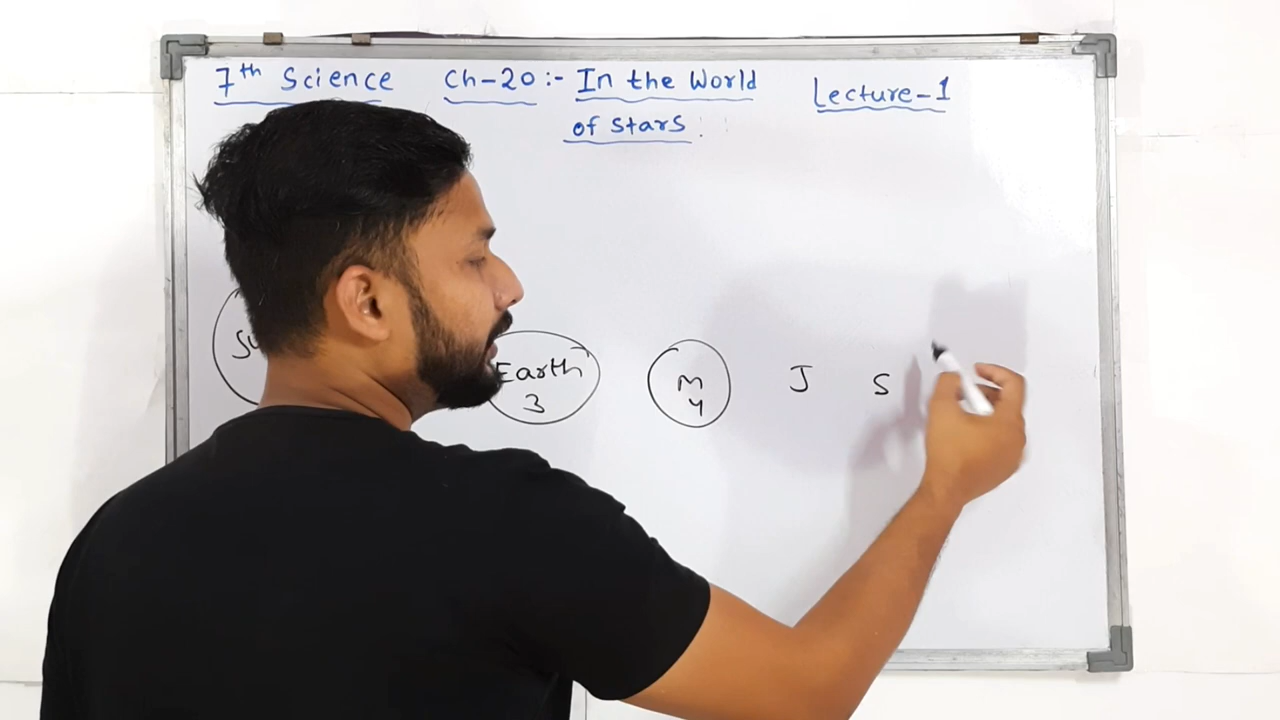 7th Science Ch-20:- In the World Lecture-1
of Stars:
Earth M J S
3 4